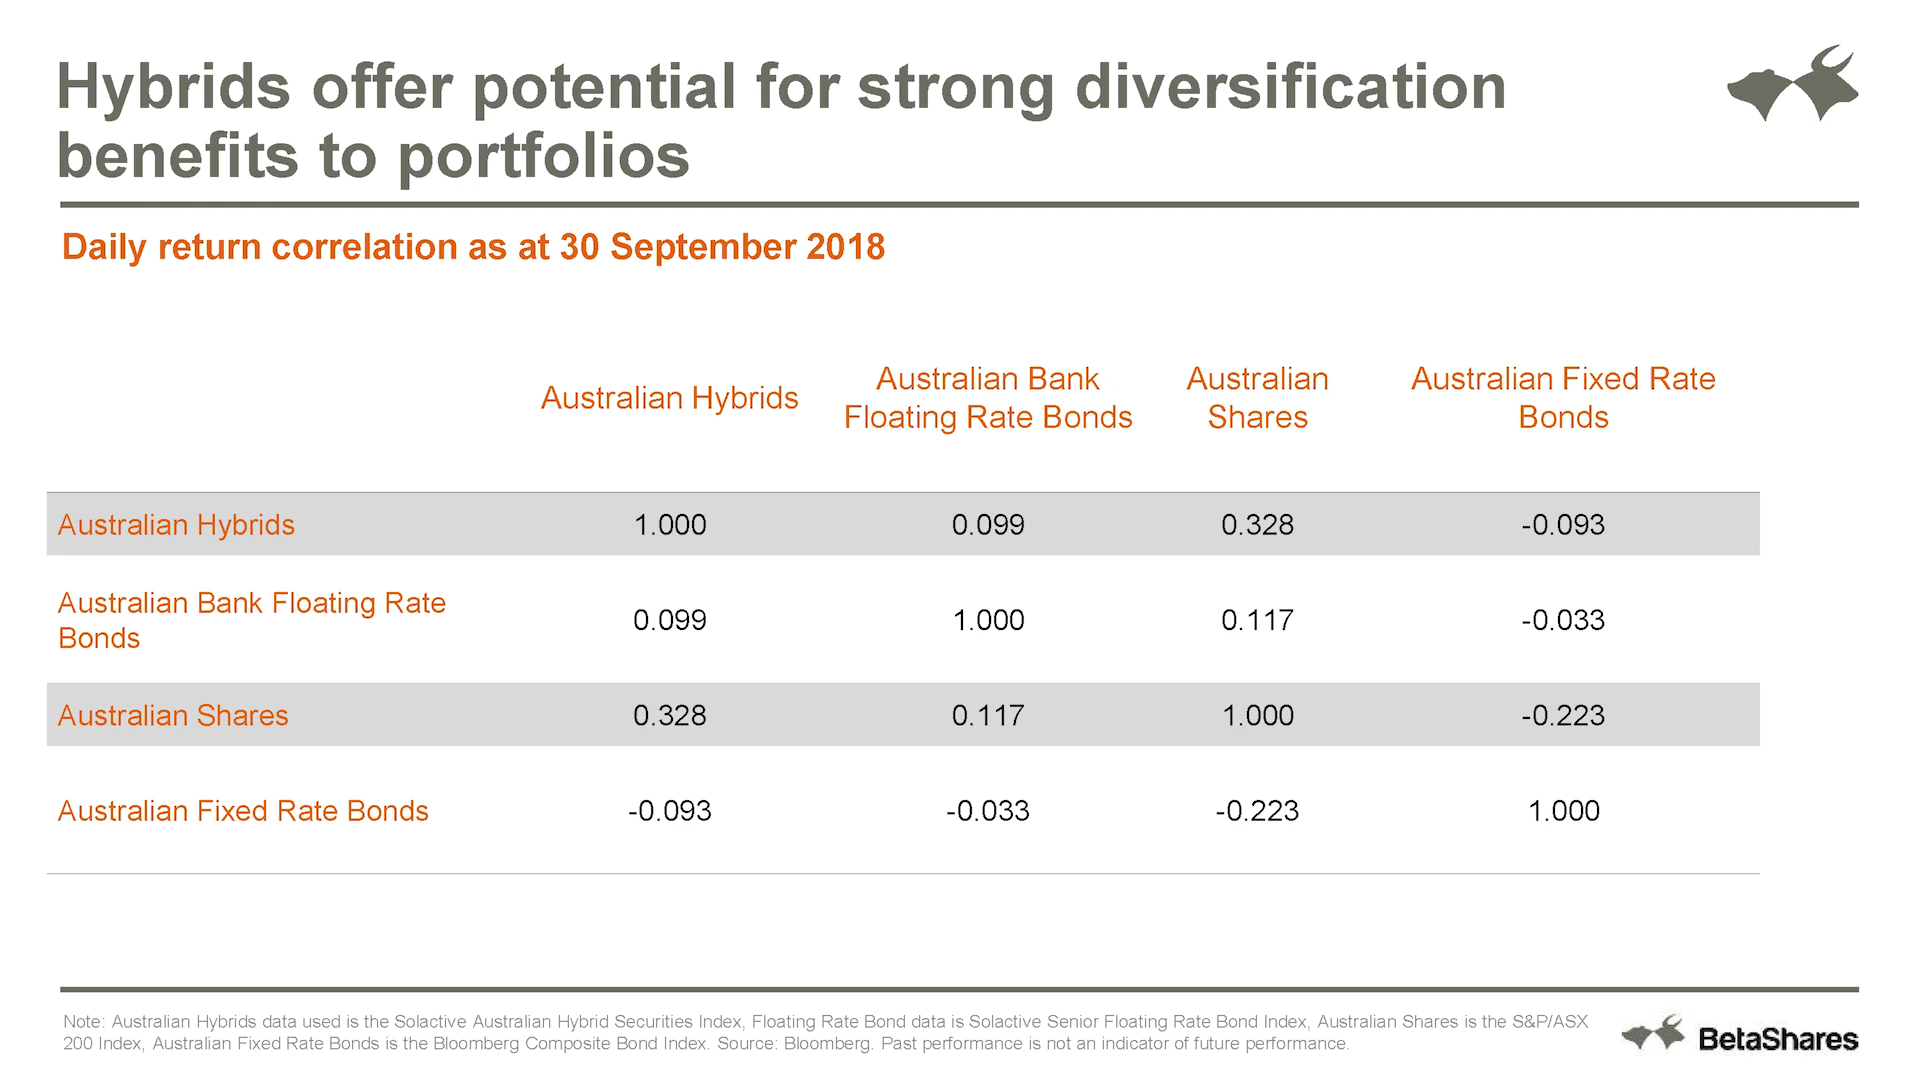 Hybrids offer potential for strong diversification
benefits to portfolios
Daily return correlation as at 30 September 2018
Australian Hybrids
Australian Bank
Floating Rate Bonds
Australian
Shares
Australian Fixed Rate
Bonds
Australian Hybrids 1.000 0.099 0.328 -0.093
Australian Bank Floating Rate
Bonds
0.099 1.000 0.117 -0.033
Australian Shares 0.328 0.117 1.000 -0.223
Australian Fixed Rate Bonds -0.093 -0.033 -0.223 1.000
Note: Australian Hybrids data used is the Solactive Australian Hybrid Securities Index, Floating Rate Bond data is Solactive Senior Floating Rate Bond Index, Australian Shares is the S&P/ASX
200 Index, Australian Fixed Rate Bonds is the Bloomberg Composite Bond Index. Source: Bloomberg. Past performance is not an indicator of future performance.
BetaShares